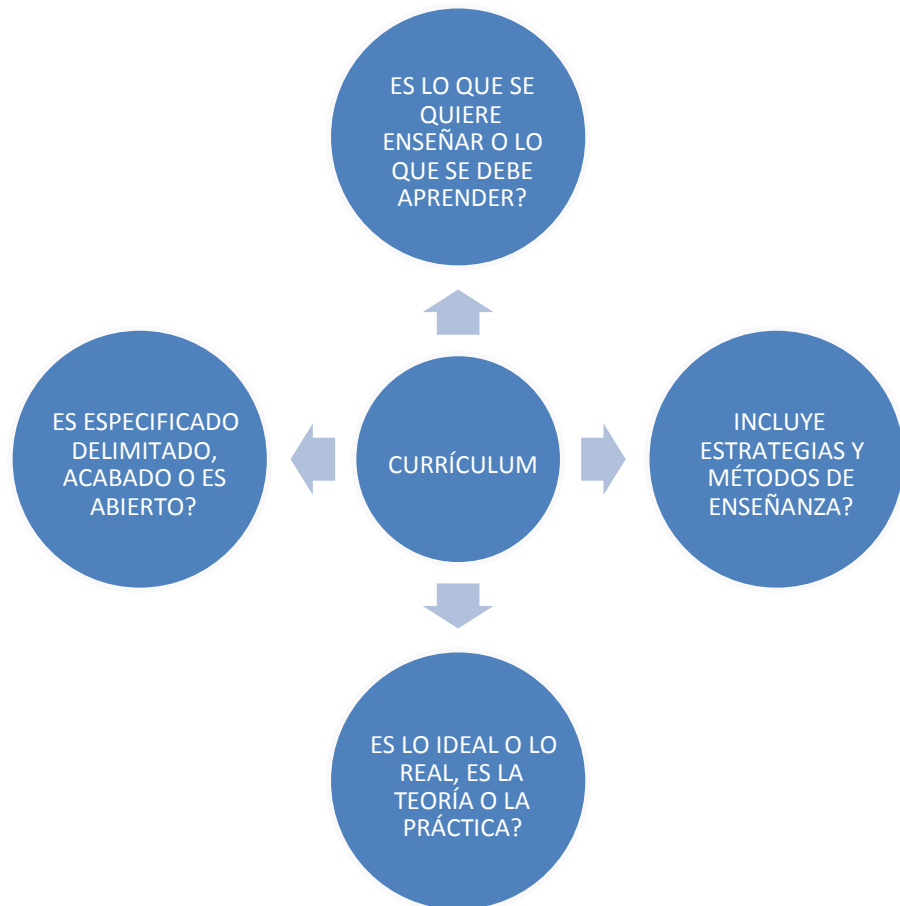 ES LO QUE SE
QUIERE
ENSEÑAR O LO
QUE SE DEBE
APRENDER?
ES ESPECIFICADO
DELIMITADO,
ACABADO O ES
ABIERTO?
CURRÍCULUM
INCLUYE
ESTRATEGIAS Y
MÉTODOS DE
ENSEÑANZA?
ES LO IDEAL O LO
REAL, ES LA
TEORÍA O LA
PRÁCTICA?